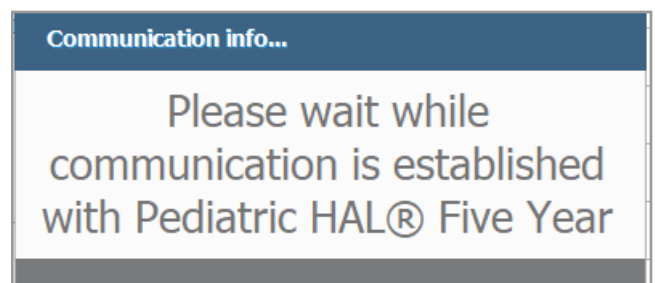 Communication info...
Please wait while
communication is established
with Pediatric HAL® Five Year